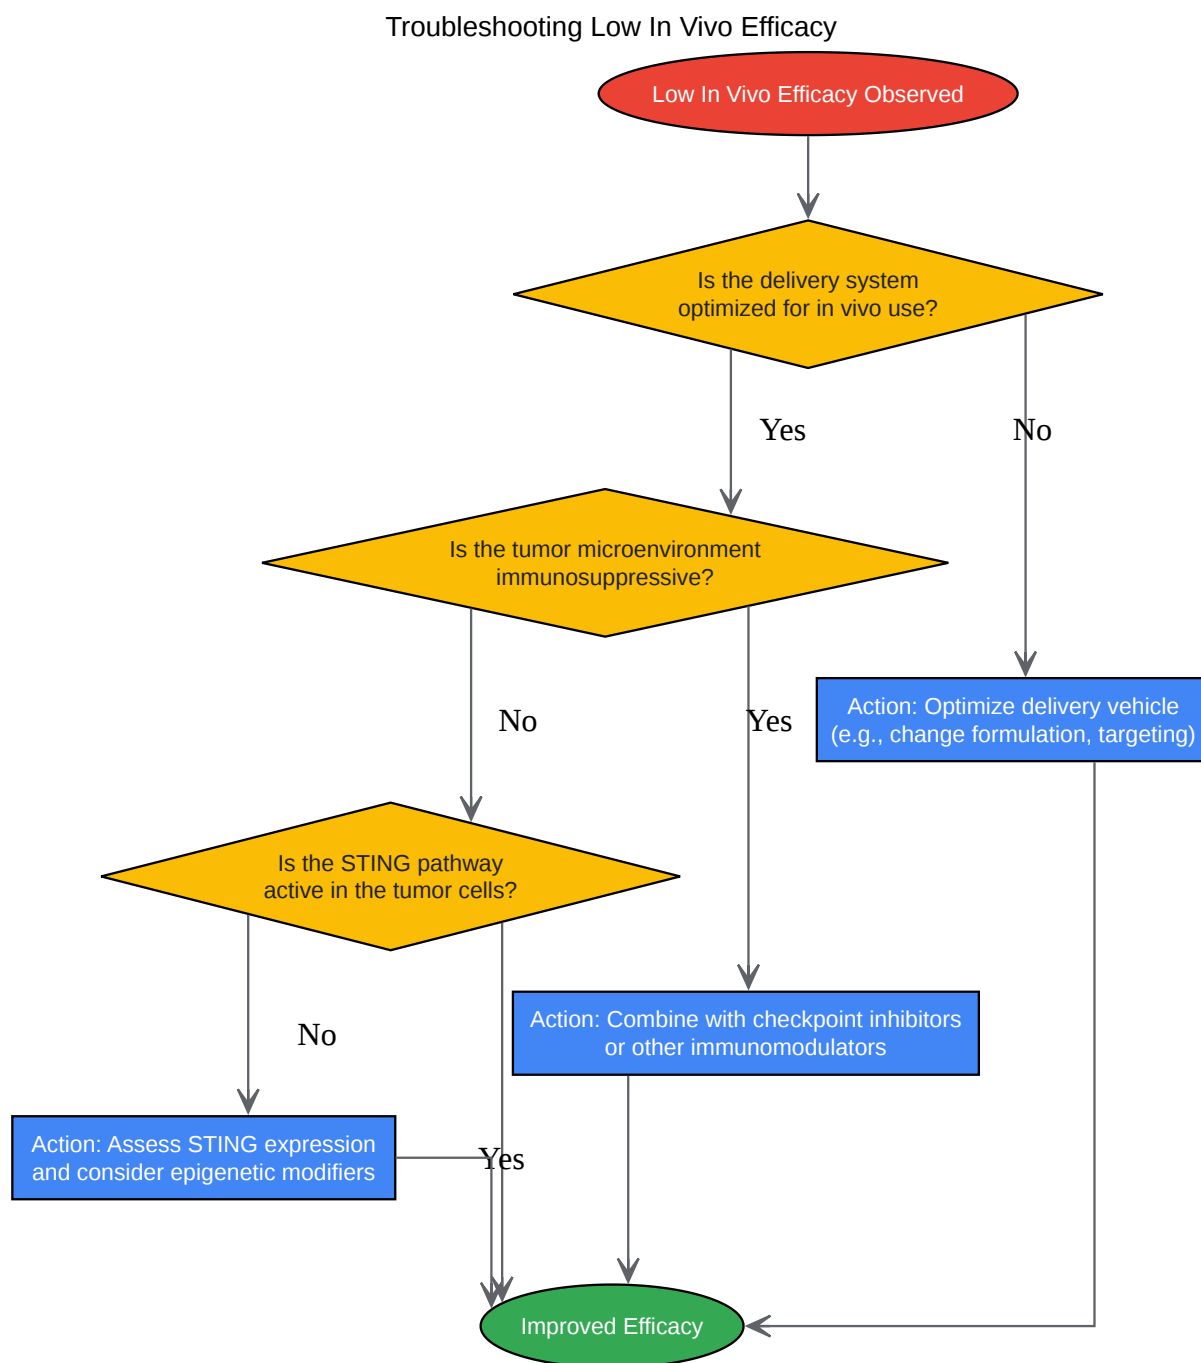 Troubleshooting Low In Vivo Efficacy
Low In Vivo Efficacy Observed
Is the delivery system
optimized for in vivo use?
Yes
No
Is the tumor microenvironment
immunosuppressive?
No
Yes
Action: Optimize delivery vehicle
(e.g., change formulation, targeting)
Is the STING pathway
active in the tumor cells?
No
Action: Combine with checkpoint inhibitors
or other immunomodulators
Action: Assess STING expression
and consider epigenetic modifiers
Yes
Improved Efficacy